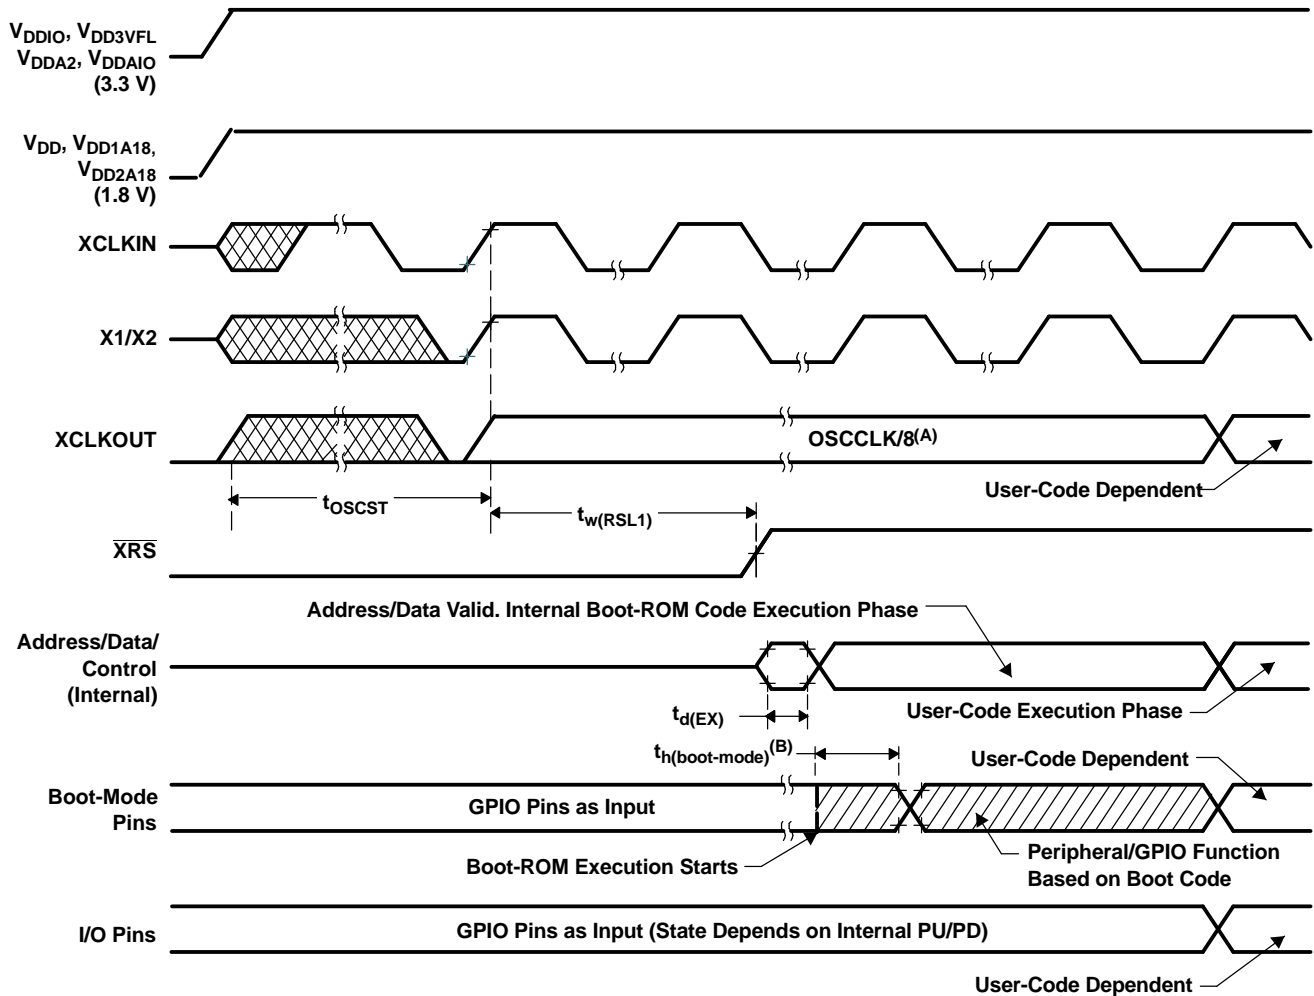 VDDIO, VDD3VFL
VDDA2, VDDAIO
(3.3 V)
VDD, VDD1A18,
VDD2A18
(1.8 V)
XCLKIN
X1/X2
XCLKOUT
OSCCLK/8(A)
User-Code Dependent
tOSCST
tw(RSL1)
XRS
Address/Data Valid. Internal Boot-ROM Code Execution Phase
Address/Data/
Control
(Internal)
td(EX)
User-Code Execution Phase
th(boot-mode)(B)
User-Code Dependent
Boot-Mode
Pins
GPIO Pins as Input
Boot-ROM Execution Starts
Peripheral/GPIO Function
Based on Boot Code
I/O Pins
GPIO Pins as Input (State Depends on Internal PU/PD)
User-Code Dependent